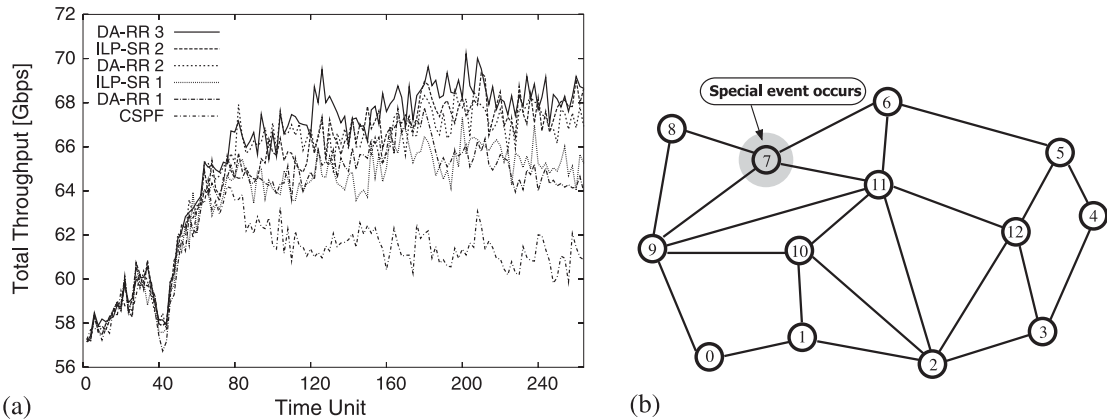 72
70
68
66
64
62
60
58
56
Total Throughput [Gbps]
DA-RR 3
ILP-SR 2
DA-RR 2
ILP-SR 1
DA-RR 1
CSPF
0
40
80
120
160
200
240
Time Unit
(a)
Special event occurs
8
7
6
5
4
11
12
9
10
3
1
0
2
(b)